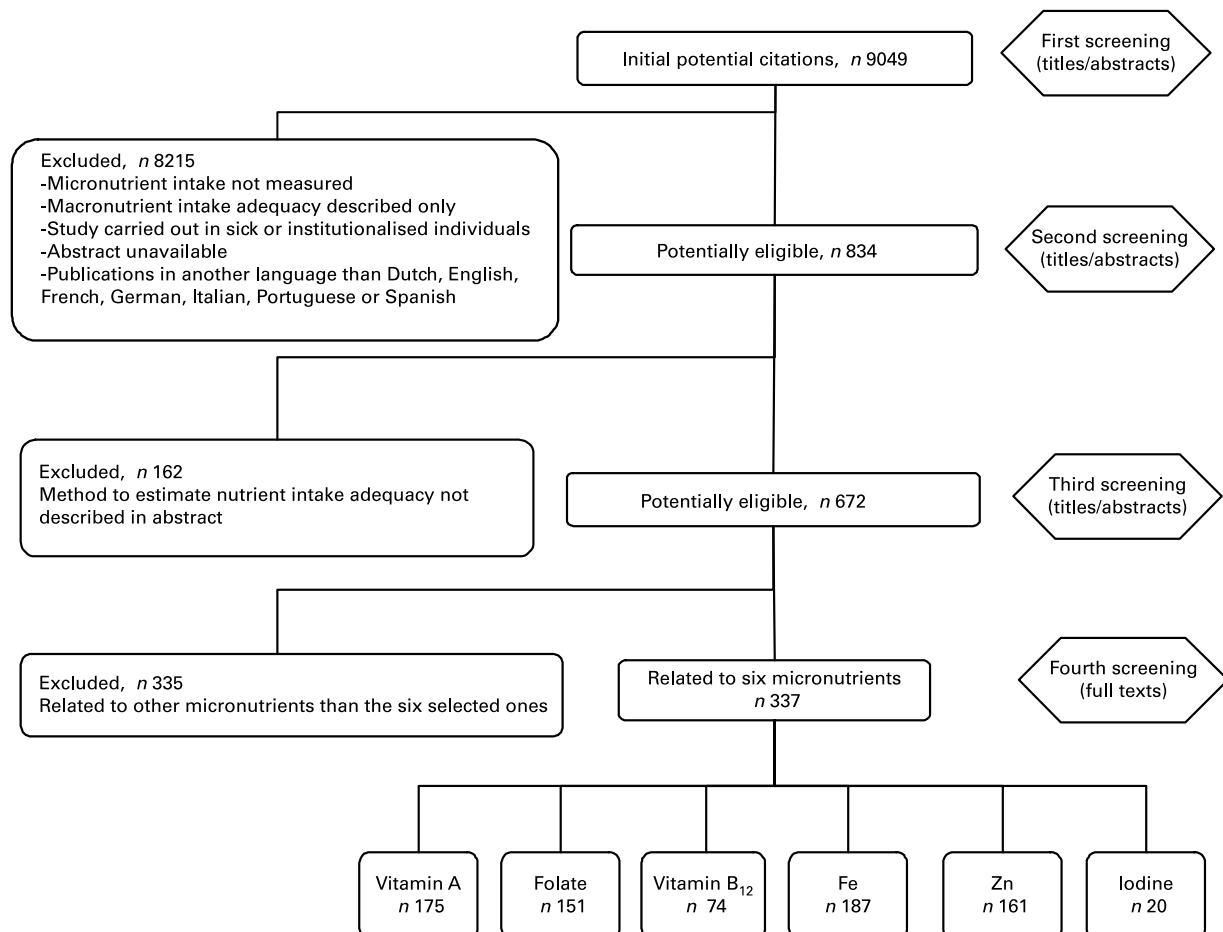 Initial potential citations, n 9049
First screening
(titles/abstracts)
Excluded, n 8215
-Micronutrient intake not measured
-Macronutrient intake adequacy described only
-Study carried out in sick or institutionalised individuals
-Abstract unavailable
-Publications in another language than Dutch, English,
French, German, Italian, Portuguese or Spanish
Potentially eligible, n 834
Second screening
(titles/abstracts)
Excluded, n 162
Method to estimate nutrient intake adequacy not
described in abstract
Potentially eligible, n 672
Third screening
(titles/abstracts)
Excluded, n 335
Related to other micronutrients than the six selected ones
Related to six micronutrients
n 337
Fourth screening
(full texts)
Vitamin A
n 175
Folate
n 151
Vitamin B12
n 74
Fe
n 187
Zn
n 161
Iodine
n 20